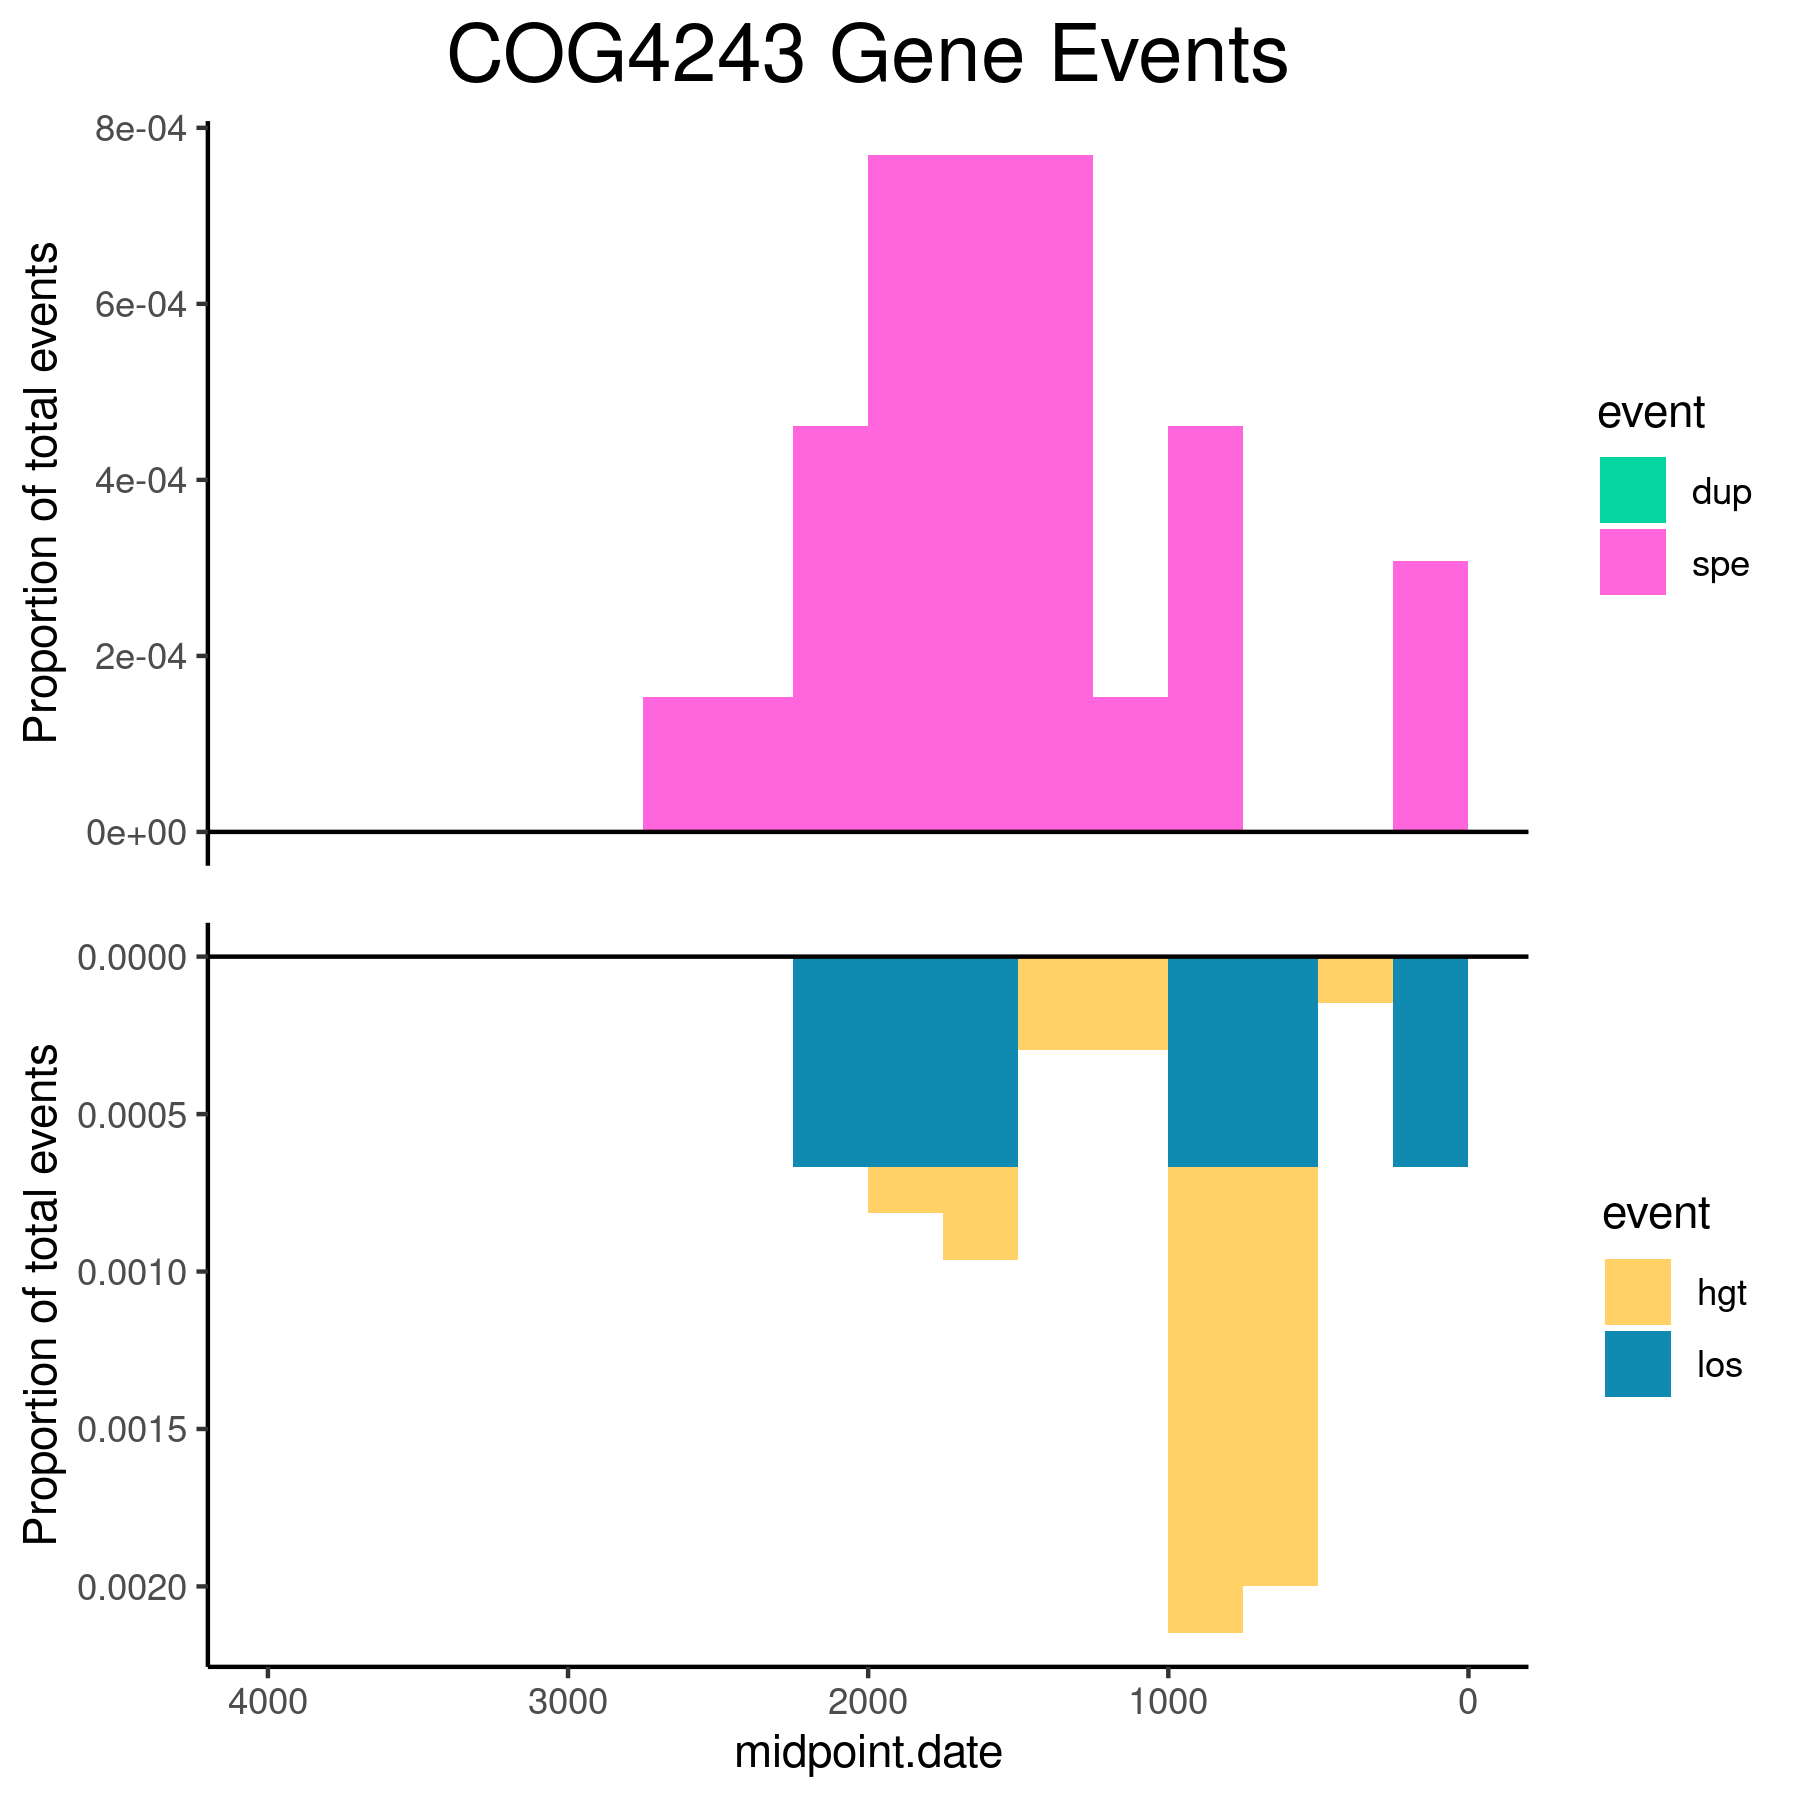 COG4243 Gene Events
Proportion of total events
8e-04
6e-04
4e-04
2e-04
0e+00
event
dup
spe
Proportion of total events
0.0000
0.0005
0.0010
0.0015
0.0020
event
hgt
los
4000 3000 2000 1000 0
midpoint.date